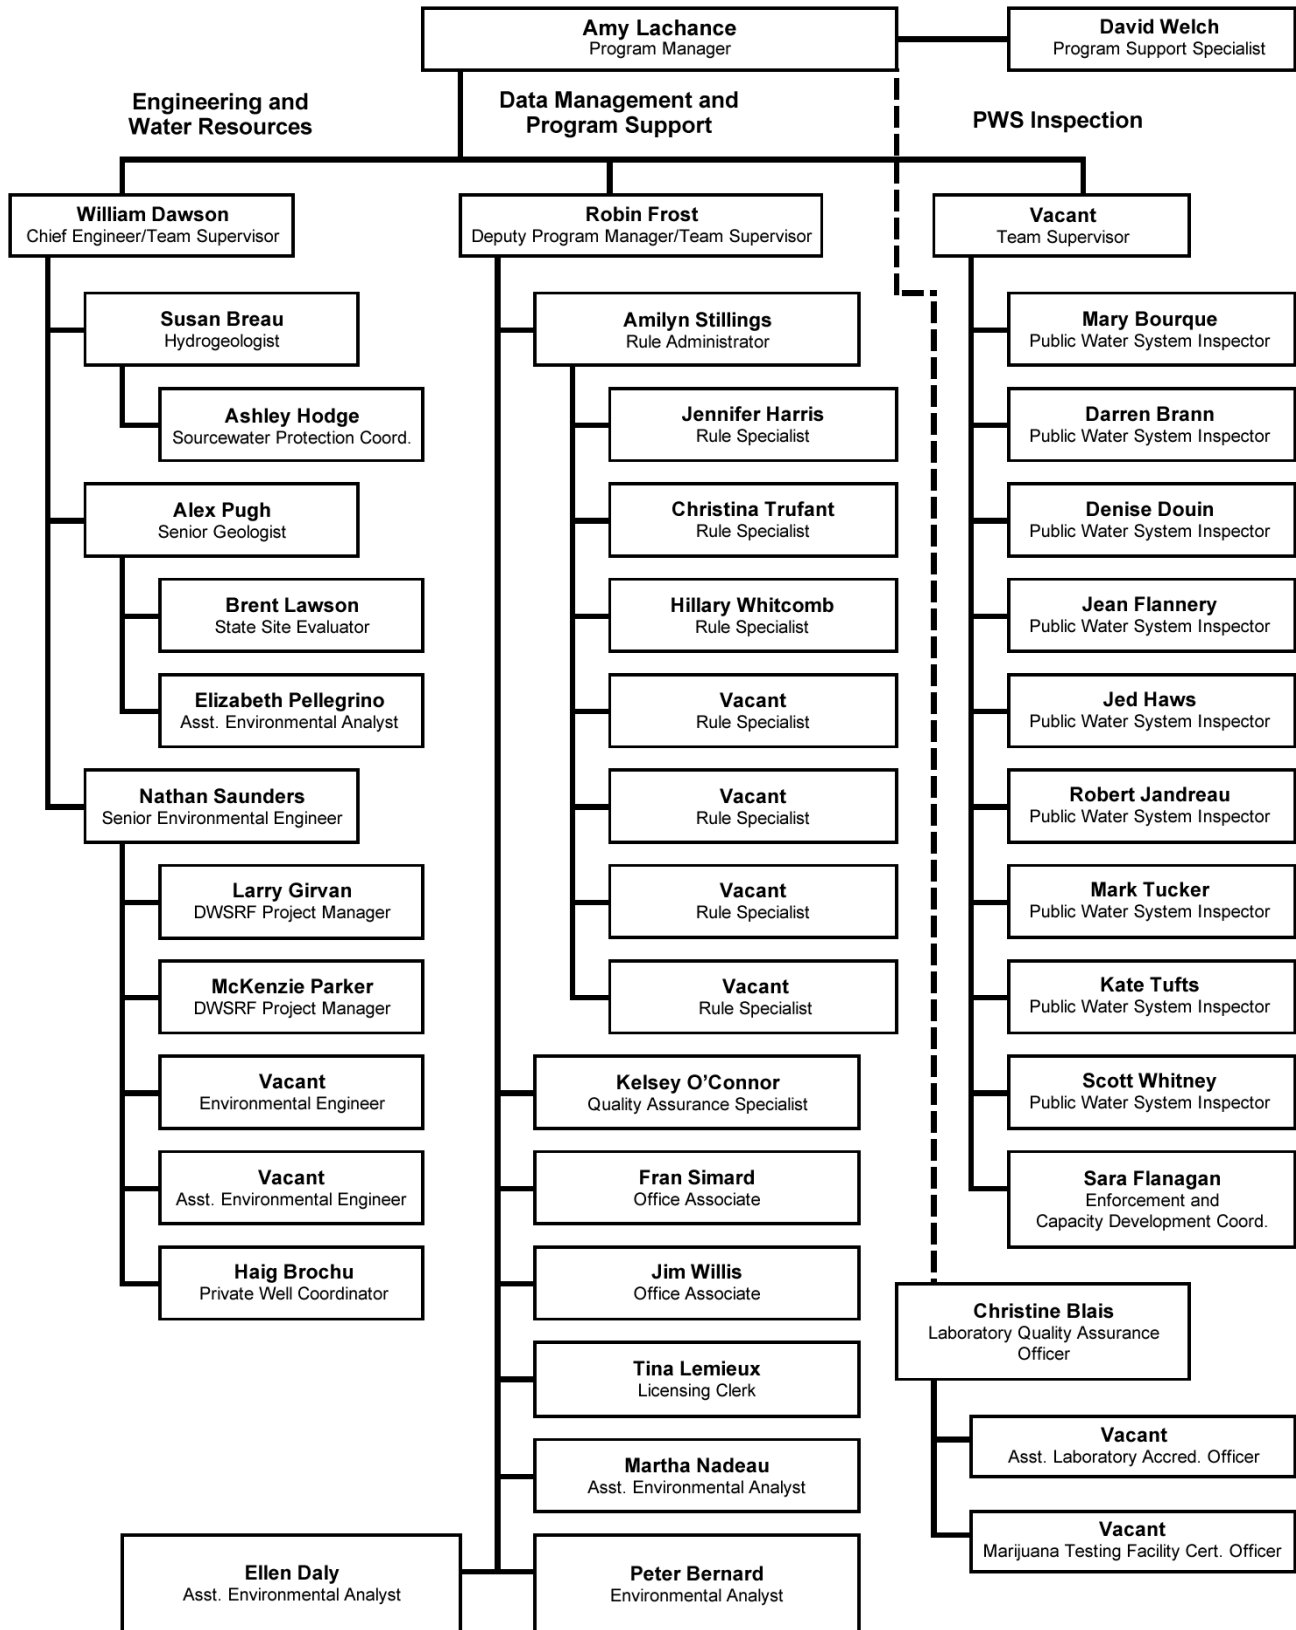 Amy Lachance
Program Manager
David Welch
Program Support Specialist
Engineering and
Water Resources
Data Management and
Program Support
PWS Inspection
William Dawson
Chief Engineer/Team Supervisor
Susan Breau
Hydrogeologist
Ashley Hodge
Sourcewater Protection Coord.
Alex Pugh
Senior Geologist
Brent Lawson
State Site Evaluator
Elizabeth Pellegrino
Asst. Environmental Analyst
Nathan Saunders
Senior Environmental Engineer
Larry Girvan
DWSRF Project Manager
McKenzie Parker
DWSRF Project Manager
Vacant
Environmental Engineer
Vacant
Asst. Environmental Engineer
Haig Brochu
Private Well Coordinator
Robin Frost
Deputy Program Manager/Team Supervisor
Amilyn Stillings
Rule Administrator
Jennifer Harris
Rule Specialist
Christina Trufant
Rule Specialist
Hillary Whitcomb
Rule Specialist
Vacant
Rule Specialist
Vacant
Rule Specialist
Vacant
Rule Specialist
Vacant
Rule Specialist
Kelsey O’Connor
Quality Assurance Specialist
Fran Simard
Office Associate
Jim Willis
Office Associate
Tina Lemieux
Licensing Clerk
Martha Nadeau
Asst. Environmental Analyst
Ellen Daly
Asst. Environmental Analyst
Peter Bernard
Environmental Analyst
Vacant
Team Supervisor
Mary Bourque
Public Water System Inspector
Darren Brann
Public Water System Inspector
Denise Douin
Public Water System Inspector
Jean Flannery
Public Water System Inspector
Jed Haws
Public Water System Inspector
Robert Jandreau
Public Water System Inspector
Mark Tucker
Public Water System Inspector
Kate Tufts
Public Water System Inspector
Scott Whitney
Public Water System Inspector
Sara Flanagan
Enforcement and
Capacity Development Coord.
Christine Blais
Laboratory Quality Assurance
Officer
Vacant
Asst. Laboratory Accred. Officer
Vacant
Marijuana Testing Facility Cert. Officer